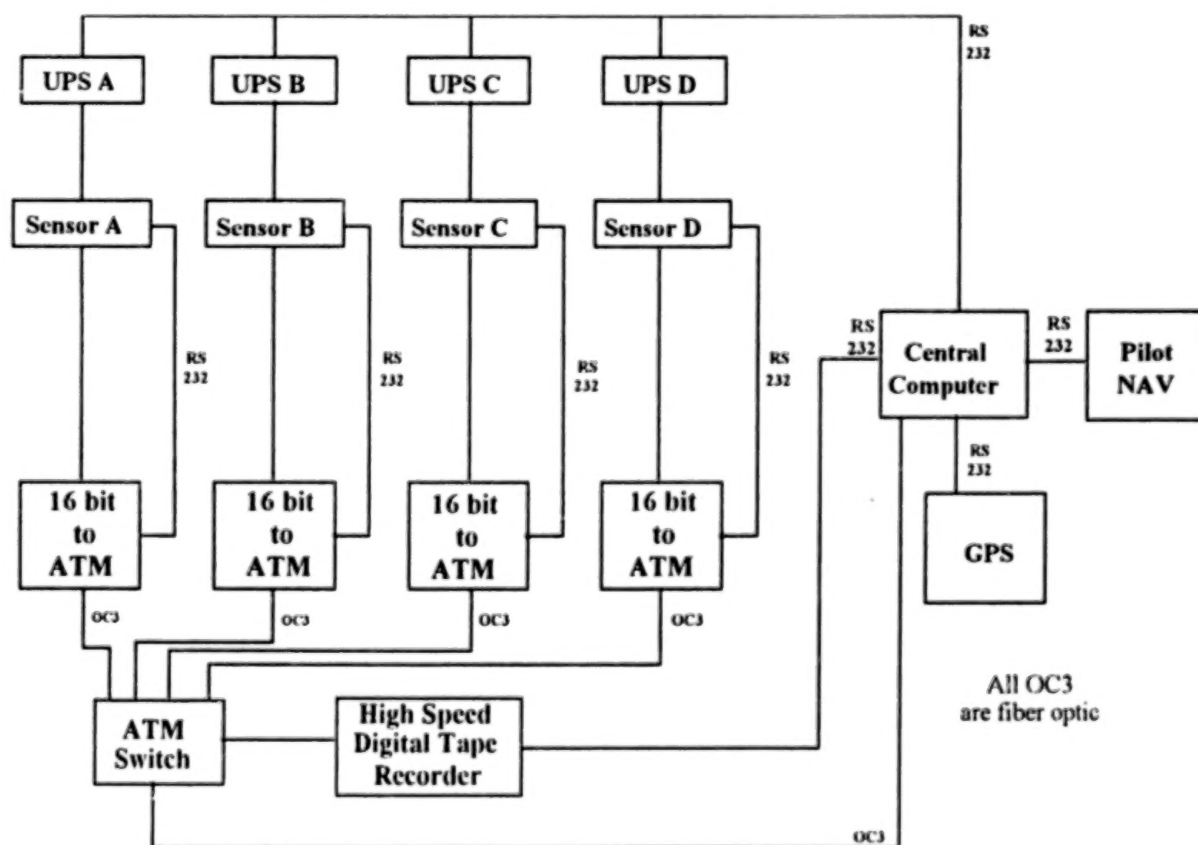 RS
232
UPS A
UPS B
UPS C
UPS D
Sensor A
Sensor B
Sensor C
Sensor D
RS
232
RS
232
RS
232
RS
232
RS
232
Central
Computer
RS
232
Pilot
NAV
RS
232
GPS
16 bit
to
ATM
16 bit
to
ATM
16 bit
to
ATM
16 bit
to
ATM
OC3
OC3
OC3
OC3
ATM
Switch
High Speed
Digital Tape
Recorder
All OC3
are fiber optic
OC3